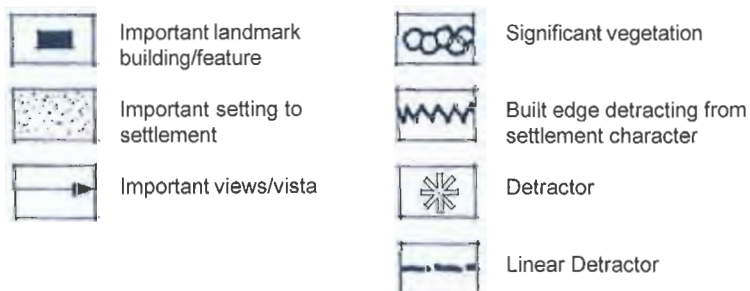 Important landmark
building/feature
Important setting to
settlement
Important views/vista
Significant vegetation
Built edge detracting from
settlement character
Detractor
Linear Detractor